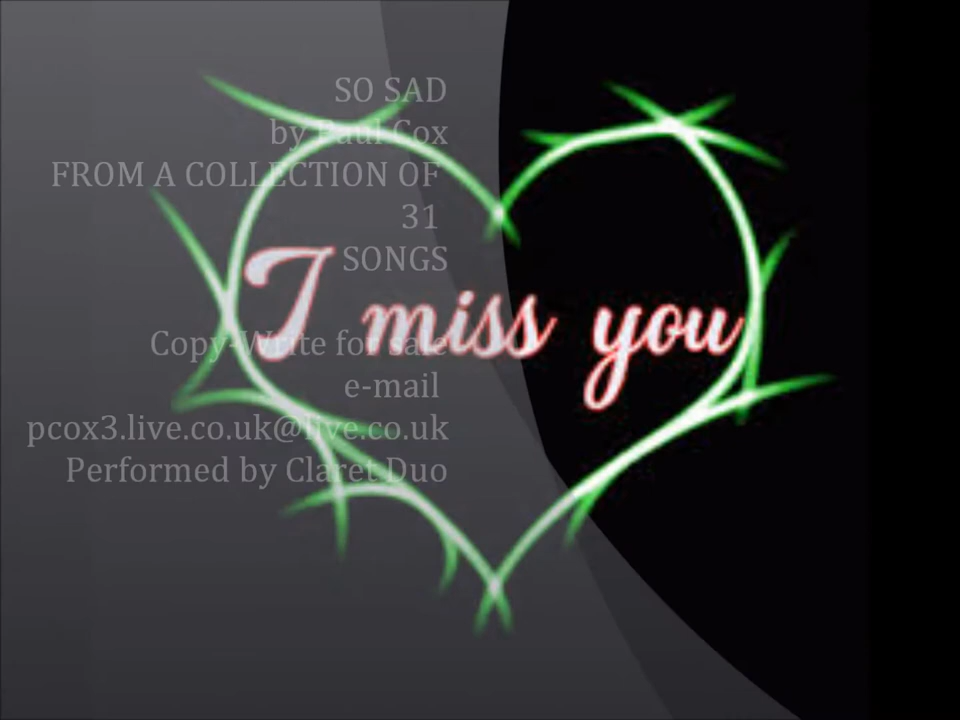 SO SAD
by Paul Cox
FROM A COLLECTION OF
31
SONGS
I miss you
Copy-Write for sale
e-mail
pcox3.live.co.uk@live.co.uk
Performed by Claret Duo